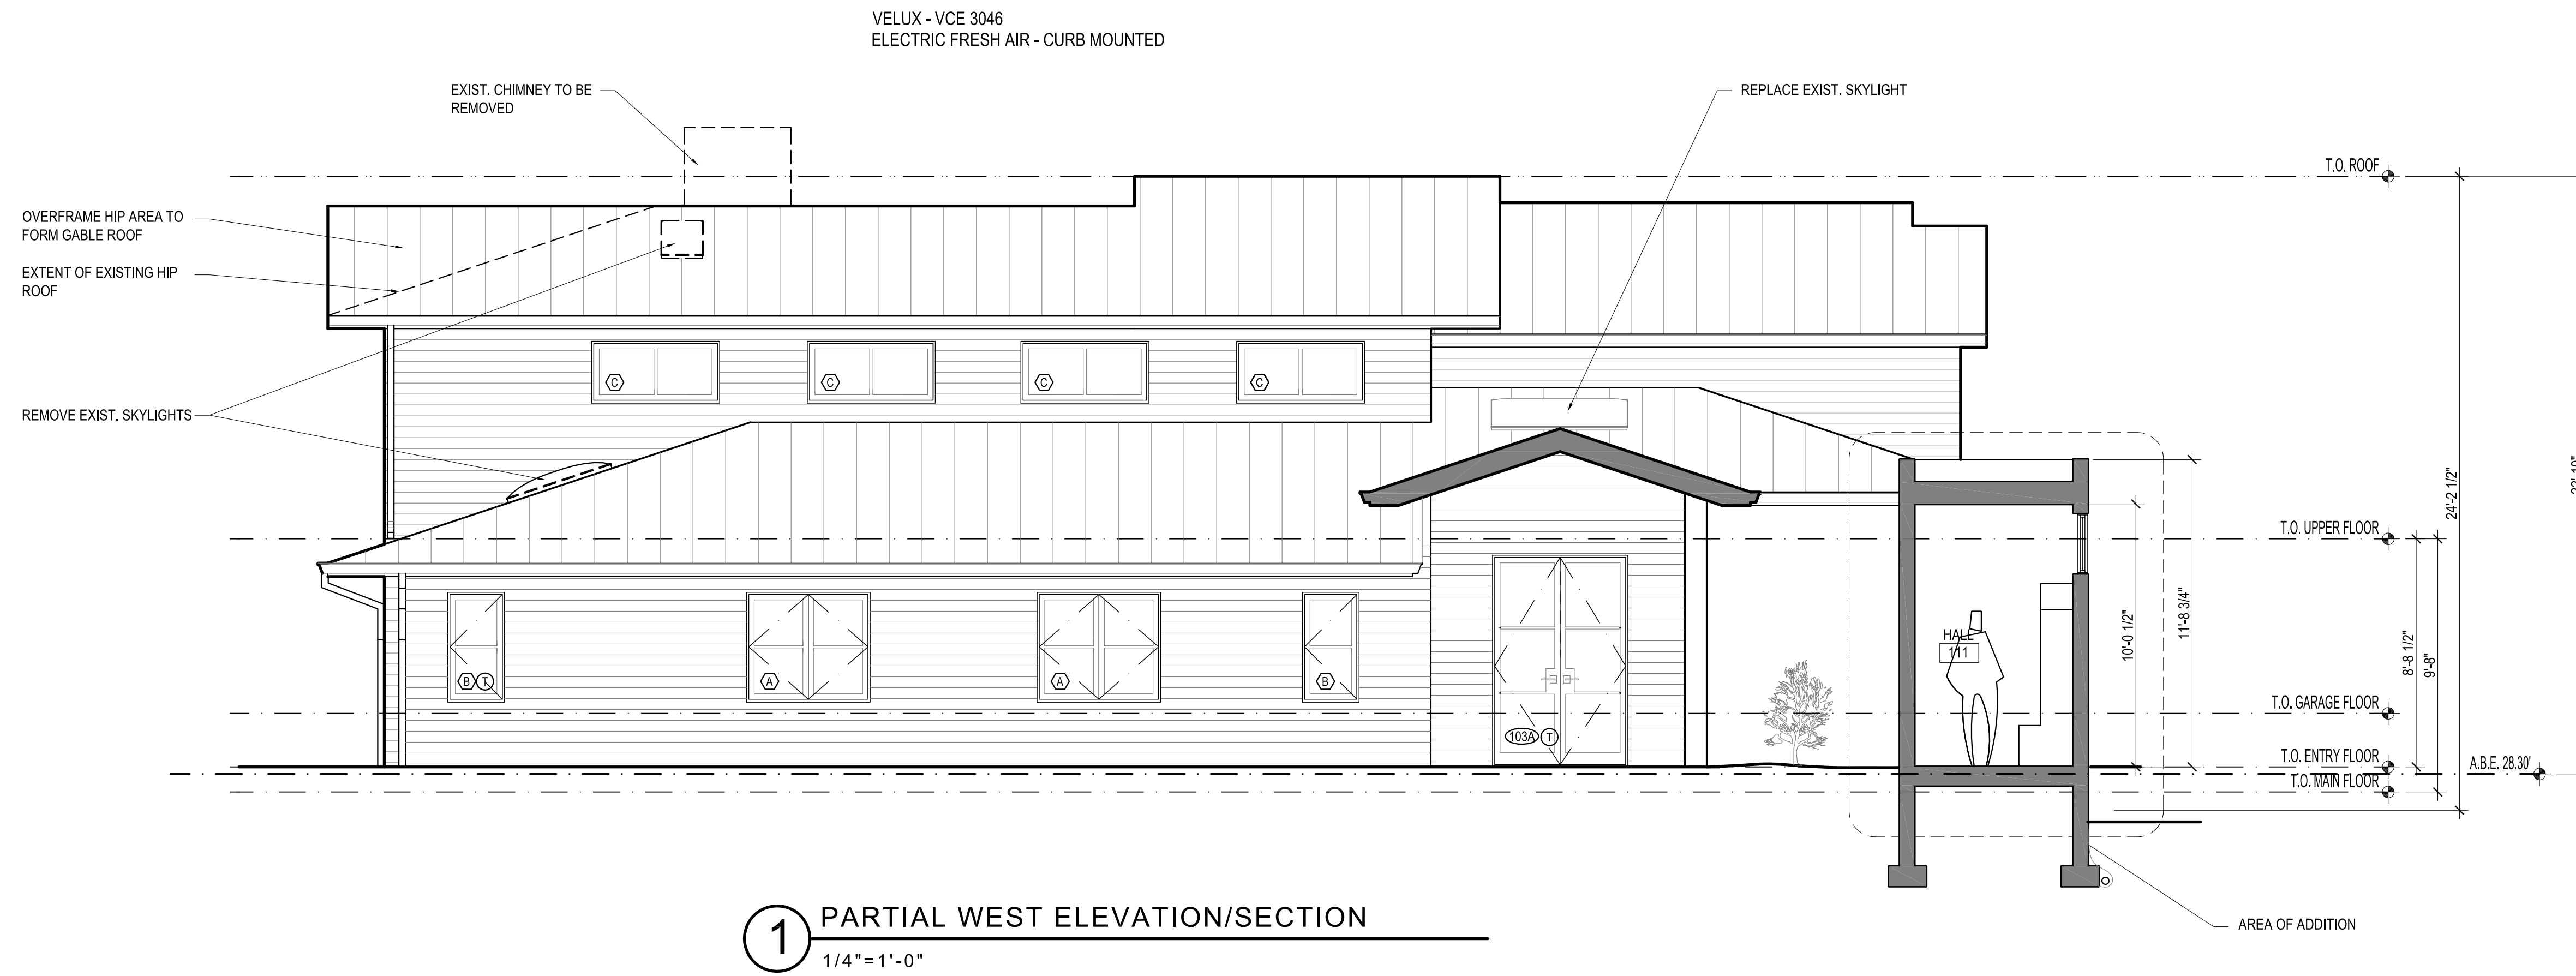 VELUX - VCE 3046
ELECTRIC FRESH AIR - CURB MOUNTED
EXIST. CHIMNEY TO BE
REMOVED
REPLACE EXIST. SKYLIGHT
T.O. ROOF
OVERFRAME HIP AREA TO
FORM GABLE ROOF
EXTENT OF EXISTING HIP
ROOF
REMOVE EXIST. SKYLIGHTS
C
C
C
C
24'-2 1/2"
T.O. UPPER FLOOR
10'-0 1/2"
11'-8 3/4"
8'-8 1/2"
9'-8"
HALL
111
B
T
A
A
B
103A
T
T.O. GARAGE FLOOR
T.O. ENTRY FLOOR
A.B.E. 28.30'
T.O. MAIN FLOOR
AREA OF ADDITION
1
PARTIAL WEST ELEVATION/SECTION
1/4"=1'-0"